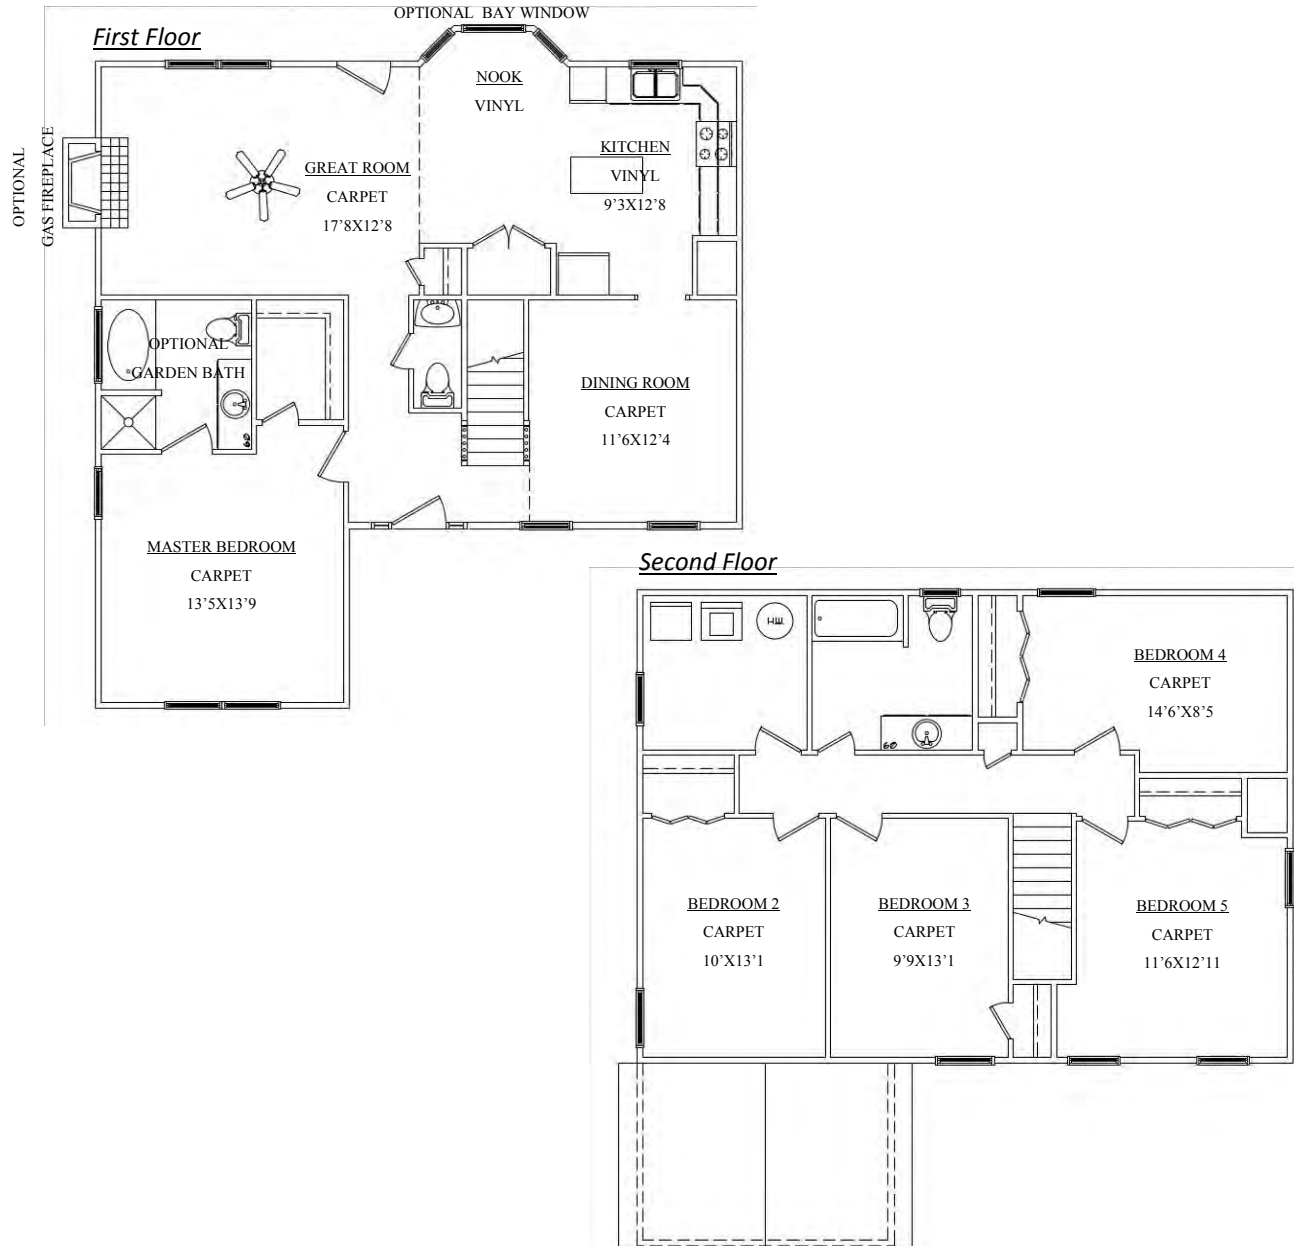 OPTIONAL BAY WINDOW
First Floor
NOOK
VINYL
OPTIONAL
GAS FIREPLACE
GREAT ROOM
CARPET
17'8X12'8
KITCHEN
VINYL
9'3X12'8
OPTIONAL
GARDEN BATH
60
DINING ROOM
CARPET
11'6X12'4
MASTER BEDROOM
CARPET
13'5X13'9
Second Floor
H.W.
60
BEDROOM 4
CARPET
14'6'X8'5
BEDROOM 2
CARPET
10'X13'1
BEDROOM 3
CARPET
9'9X13'1
BEDROOM 5
CARPET
11'6X12'11